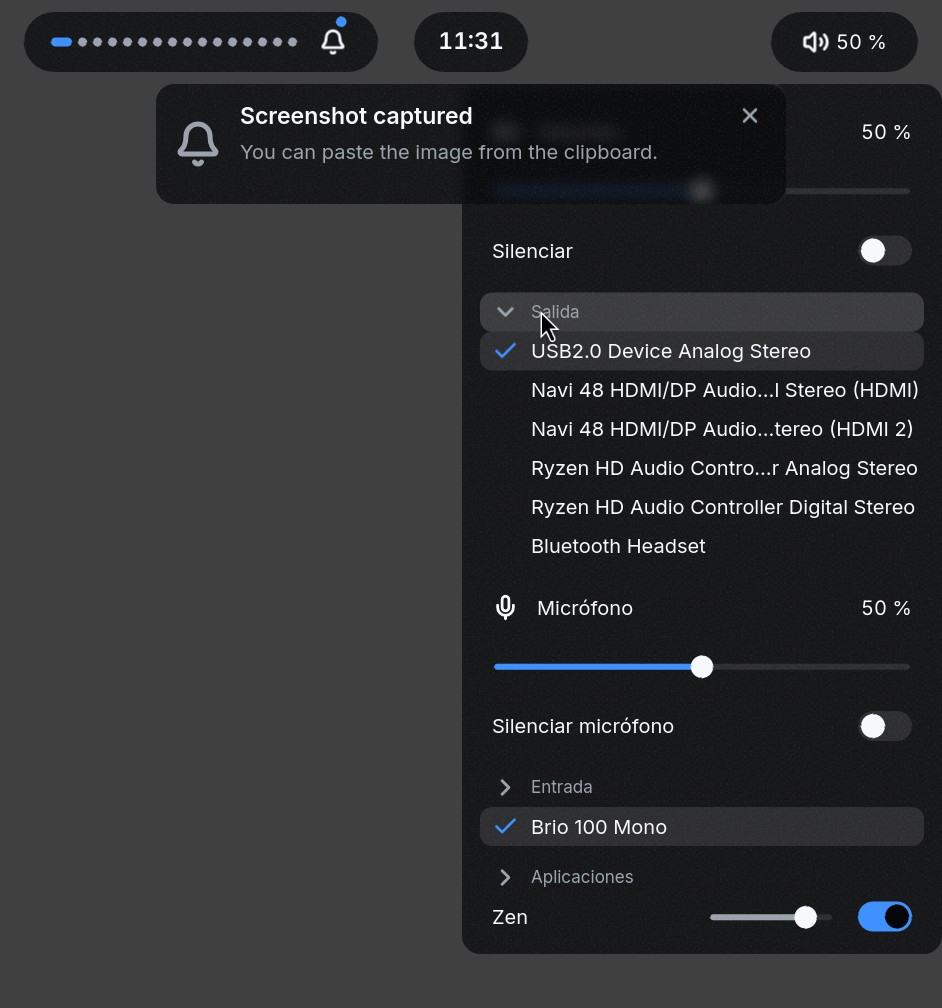 11:31
50 %
Screenshot captured
You can paste the image from the clipboard.
50 %
Silenciar
Salida
USB2.0 Device Analog Stereo
Navi 48 HDMI/DP Audio...l Stereo (HDMI)
Navi 48 HDMI/DP Audio...tereo (HDMI 2)
Ryzen HD Audio Contro...r Analog Stereo
Ryzen HD Audio Controller Digital Stereo
Bluetooth Headset
Micrófono
50 %
Silenciar micrófono
Entrada
Brio 100 Mono
Aplicaciones
Zen